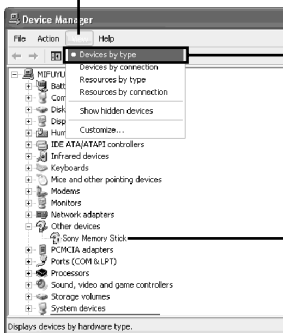 Device Manager
File Action Help
Devices by type
Devices by connection
Resources by type
Resources by connection
Show hidden devices
Customize...
IDE ATA/ATAPI controllers
Infrared devices
Keyboards
Mice and other pointing devices
Modems
Monitors
Network adapters
Other devices
Sony Memory Stick
PCMCIA adapters
Ports (COM & LPT)
Processors
Sound, video and game controllers
Storage volumes
System devices
Displays devices by hardware type.